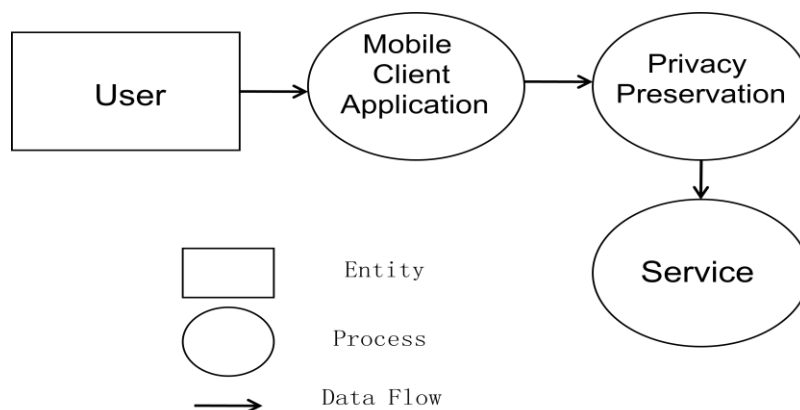 User
Mobile
Client
Application
Privacy
Preservation
Service
Entity
Process
Data Flow